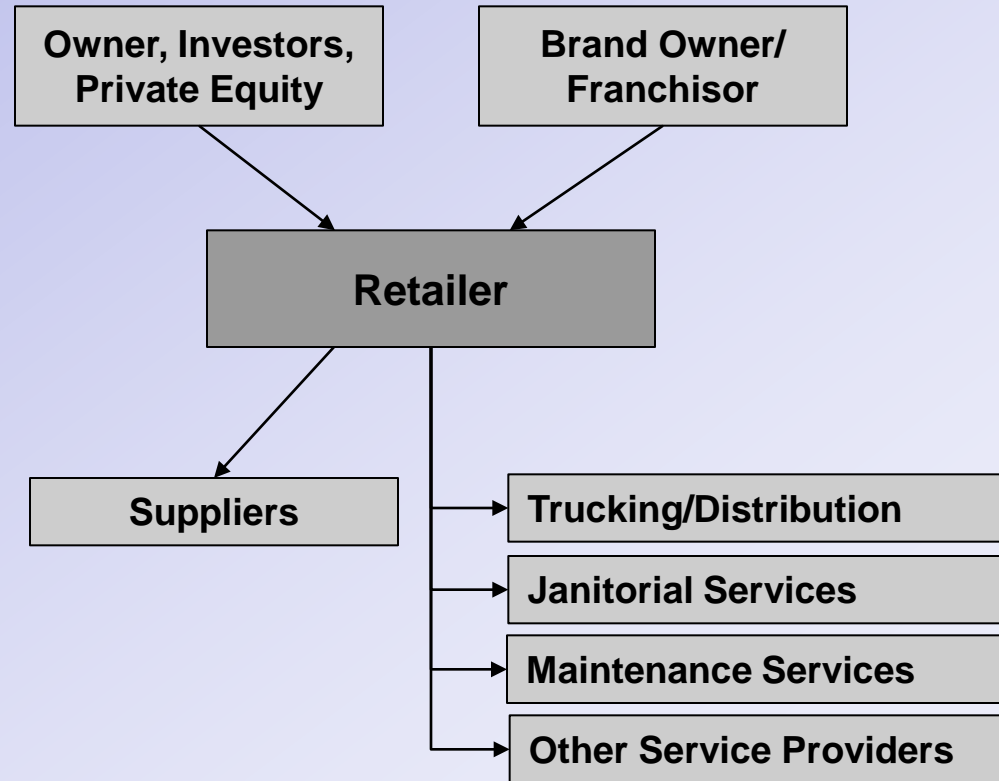 Owner, Investors,
Private Equity
Brand Owner/
Franchisor
Retailer
Suppliers
Trucking/Distribution
Janitorial Services
Maintenance Services
Other Service Providers